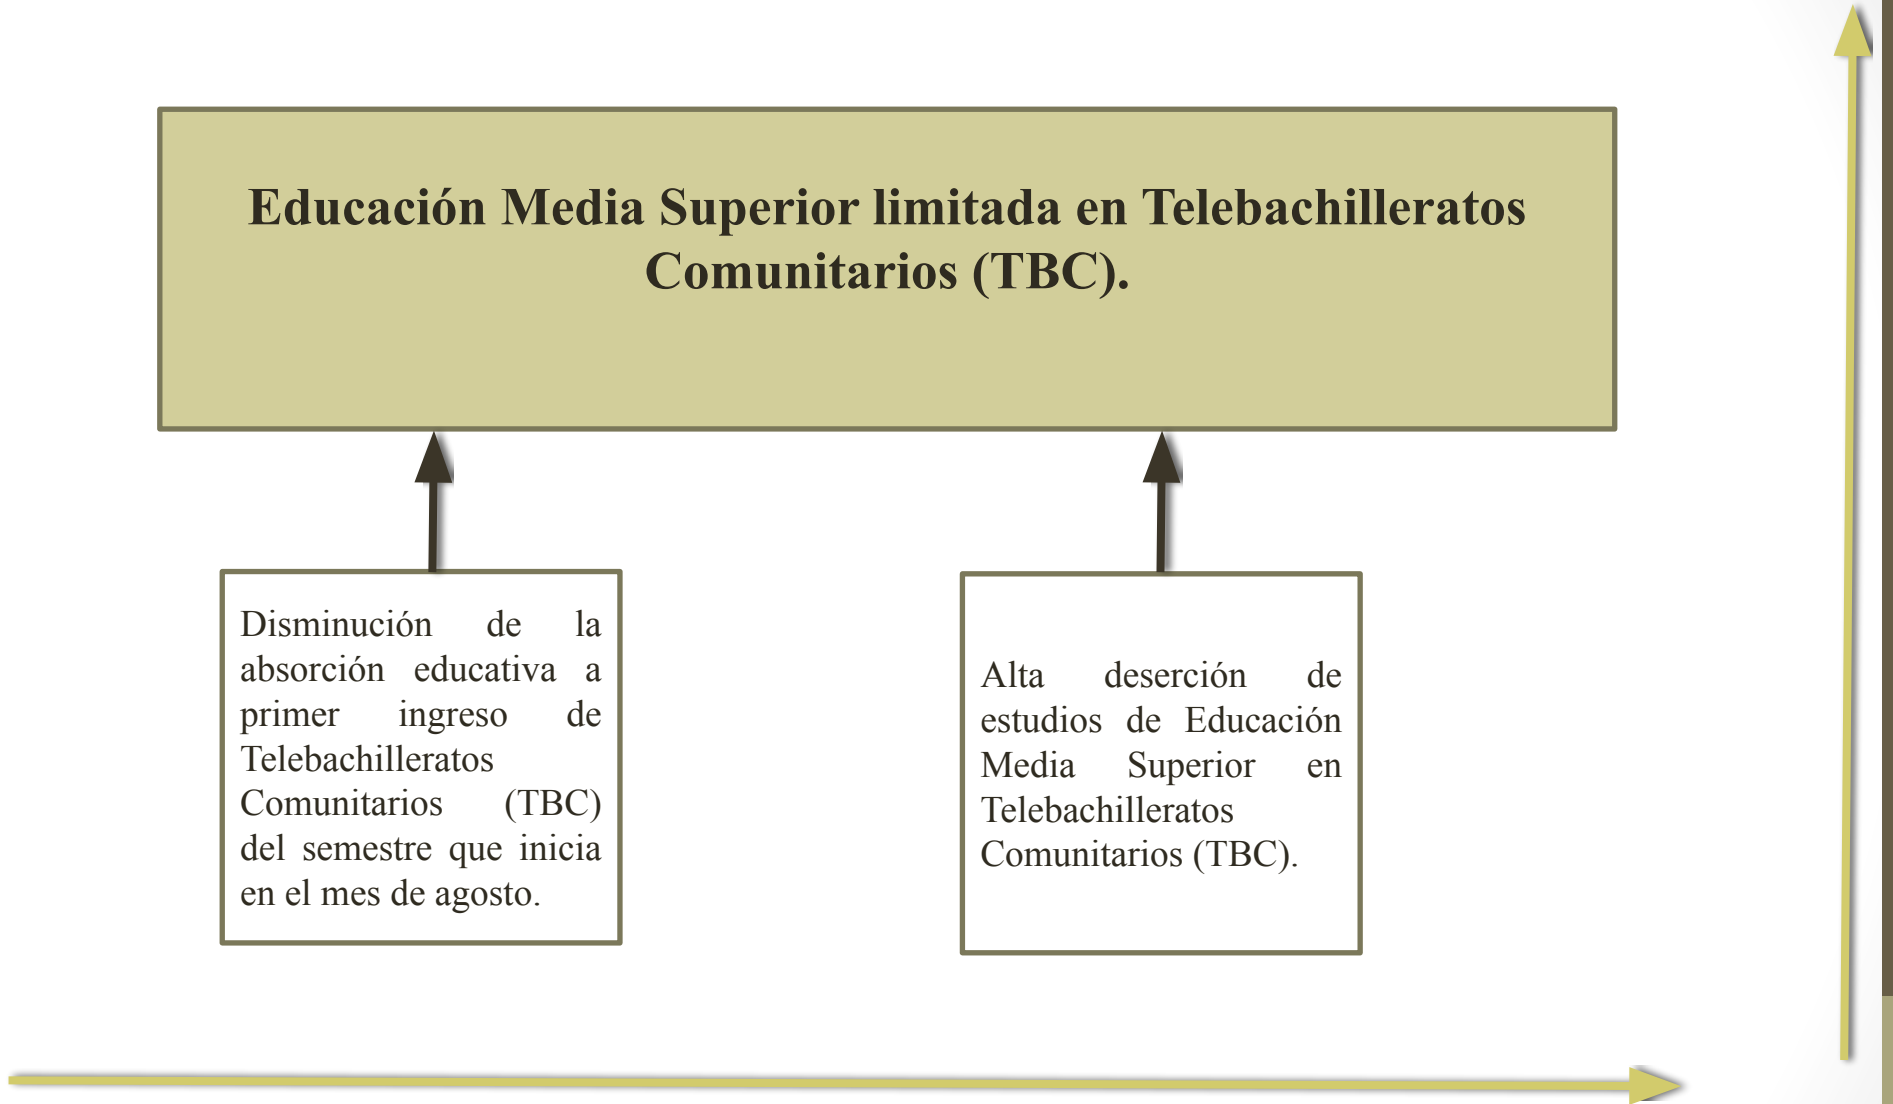 Educación Media Superior limitada en Telebachilleratos
Comunitarios (TBC).
Disminución de la
absorción educativa a
primer ingreso de
Telebachilleratos
Comunitarios (TBC)
del semestre que inicia
en el mes de agosto.
Alta deserción de
estudios de Educación
Media Superior en
Telebachilleratos
Comunitarios (TBC).